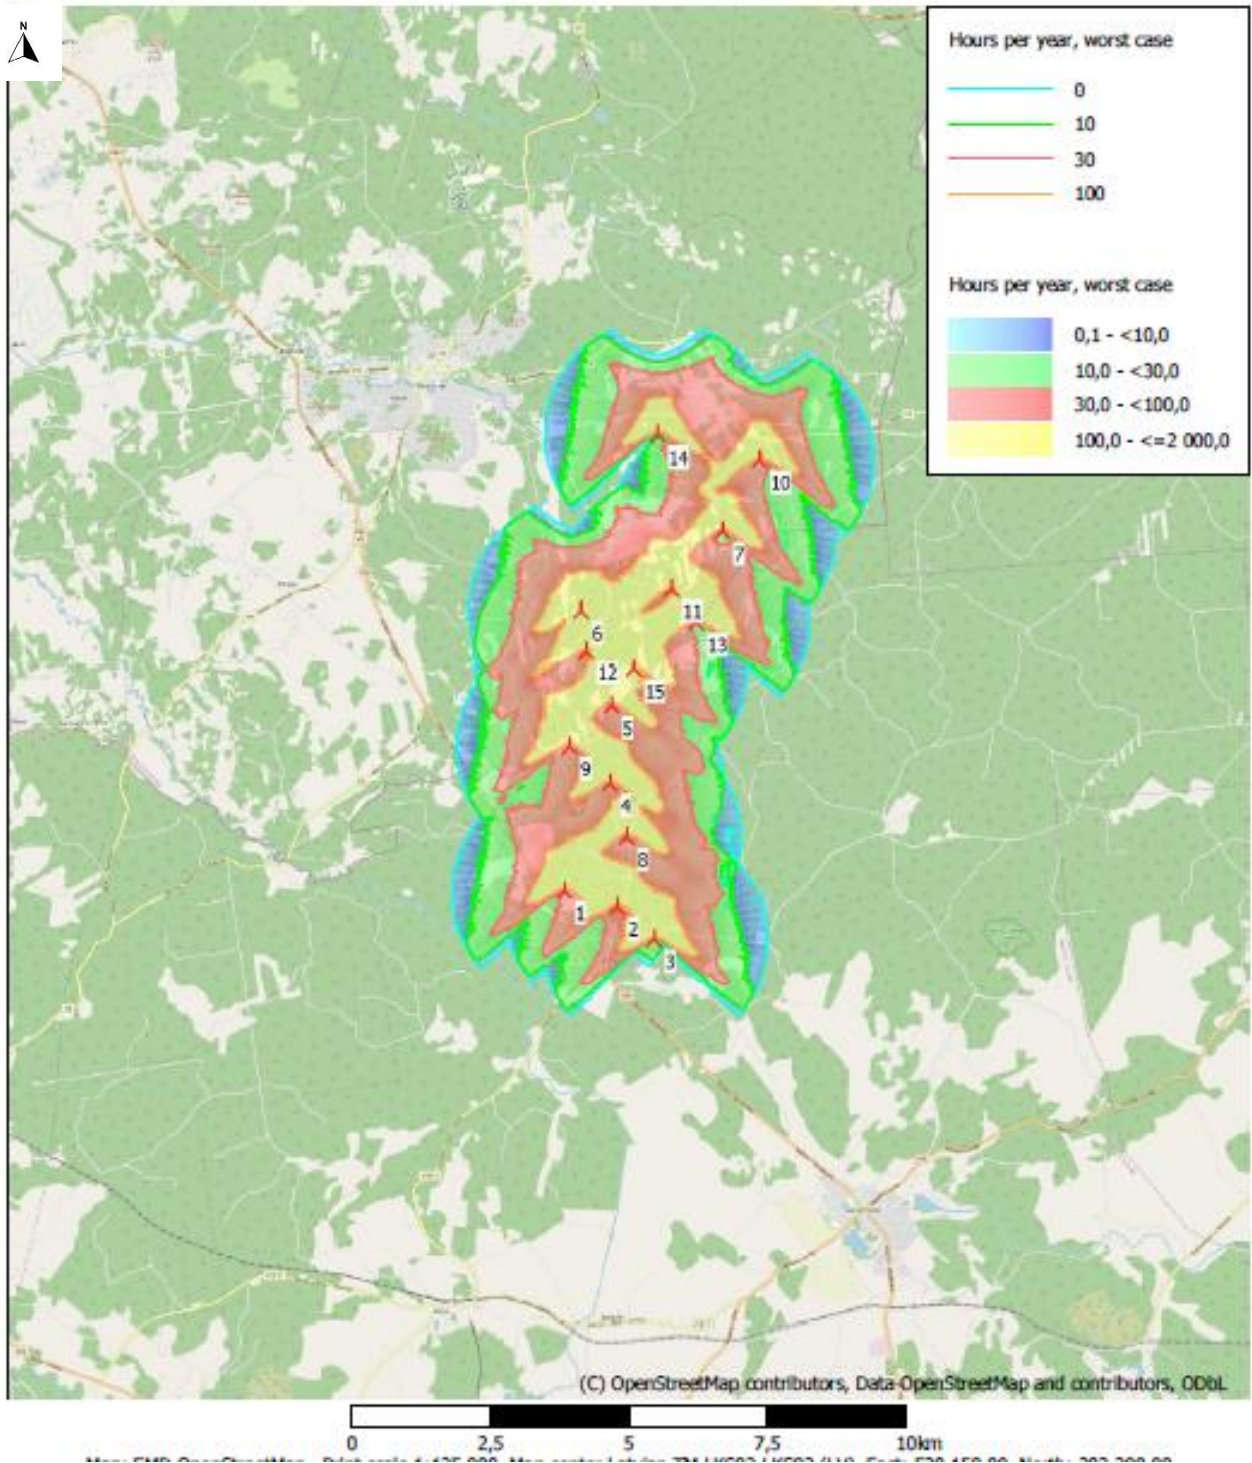 N
Hours per year, worst case
0
10
30
100
Hours per year, worst case
0,1 - <10,0
10,0 - <30,0
30,0 - <100,0
100,0 - <=2 000,0
14
10
7
11
6
13
12
15
5
9
4
8
1
2
3
(C) OpenStreetMap contributors, Data OpenStreetMap and contributors, ODbL
0 2,5 5 7,5 10km